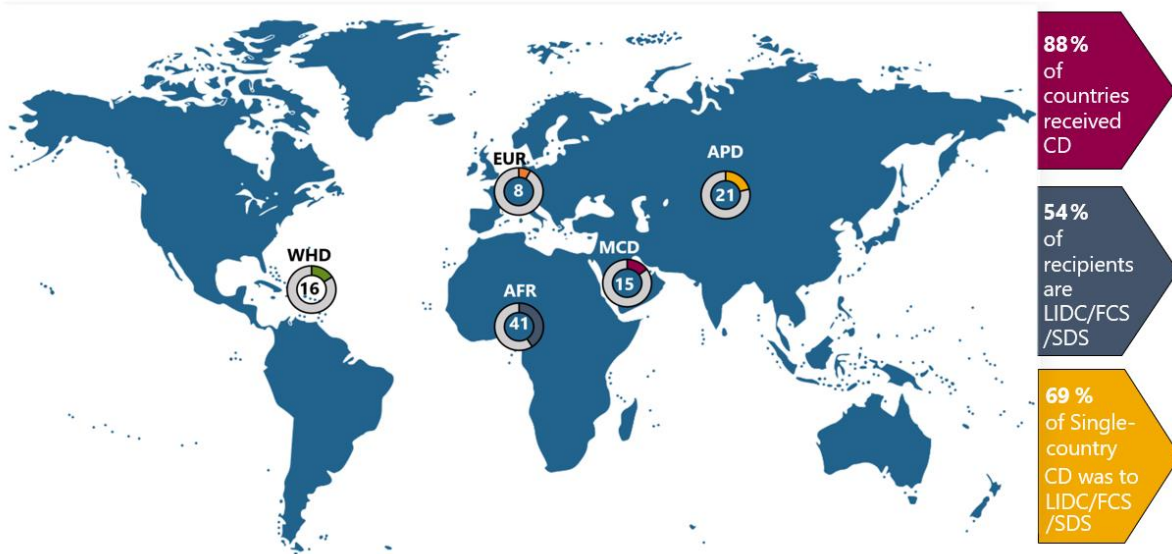 EUR
8
APD
21
WHD
16
MCD
15
AFR
41
88%
of
countries
received
CD
54%
of
recipients
are
LIDC/FCS
/SDS
69 %
of Single-
country
CD was to
LIDC/FCS
/SDS